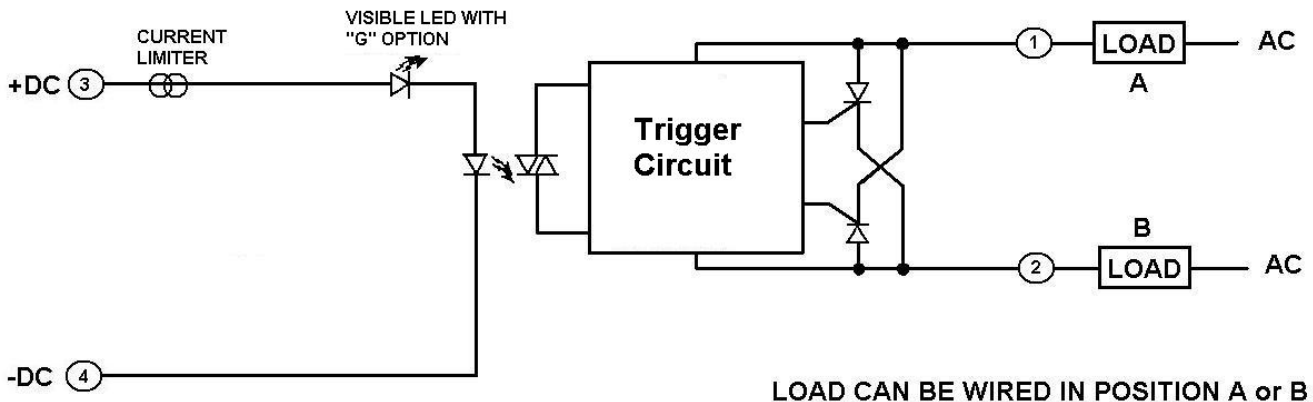 VISIBLE LED WITH
"G" OPTION
CURRENT
LIMITER
+DC 3
Trigger
Circuit
1 LOAD AC
A
B
2 LOAD AC
-DC 4
LOAD CAN BE WIRED IN POSITION A or B